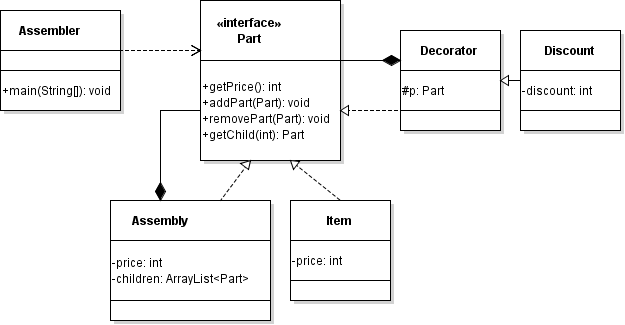 Assembler
+main(String[]): void
«interface»
Part
+getPrice(): int
+addPart(Part): void
+removePart(Part): void
+getChild(int): Part
Decorator
#p: Part
Discount
-discount: int
Assembly
-price: int
-children: ArrayList<Part>
Item
-price: int